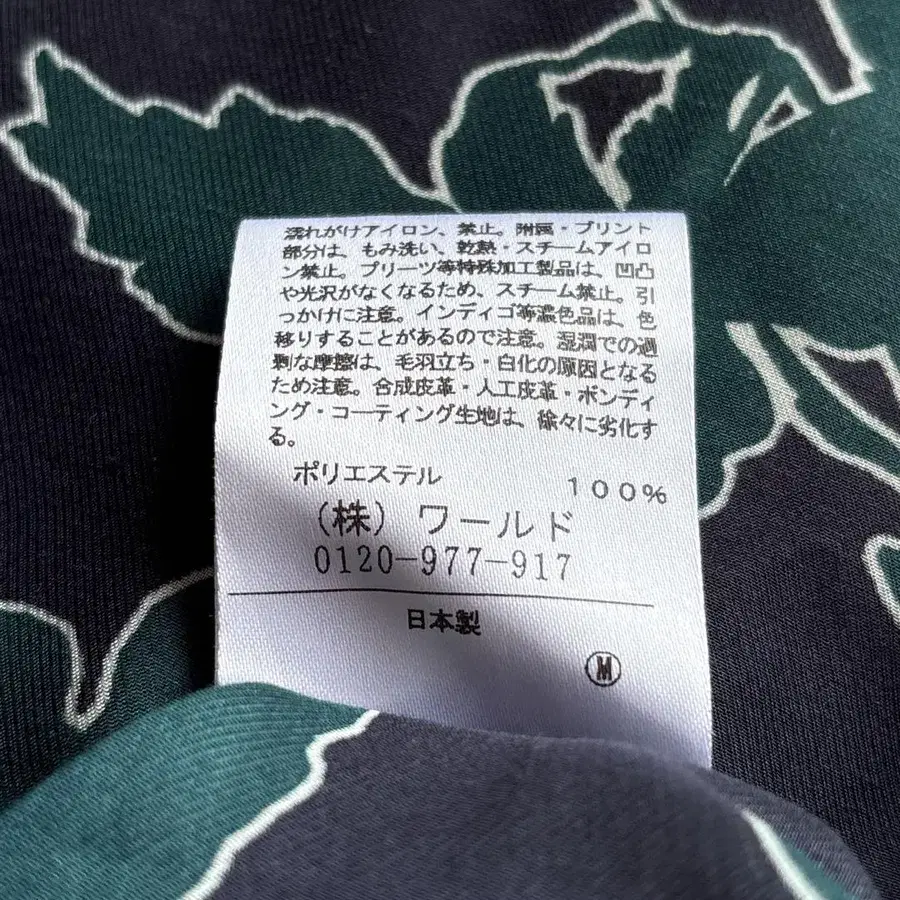 濡れがけアイロン、禁止。附属・プリント
部分は、もみ洗い、乾熱・スチームアイロ
ン禁止。プリーツ等特殊加工製品は、凹凸
や光沢がなくなるため、スチーム禁止。引
っかけに注意。インディゴ等濃色品は、色
移りすることがあるので注意。湿潤での過
剰な摩擦は、毛羽立ち・白化の原因となる
ため注意。合成皮革・人工皮革・ボンディ
ング・コーティング生地は、徐々に劣化す
る。
ポリエステル 100%
(株)ワールド
0120-977-917
日本製
M